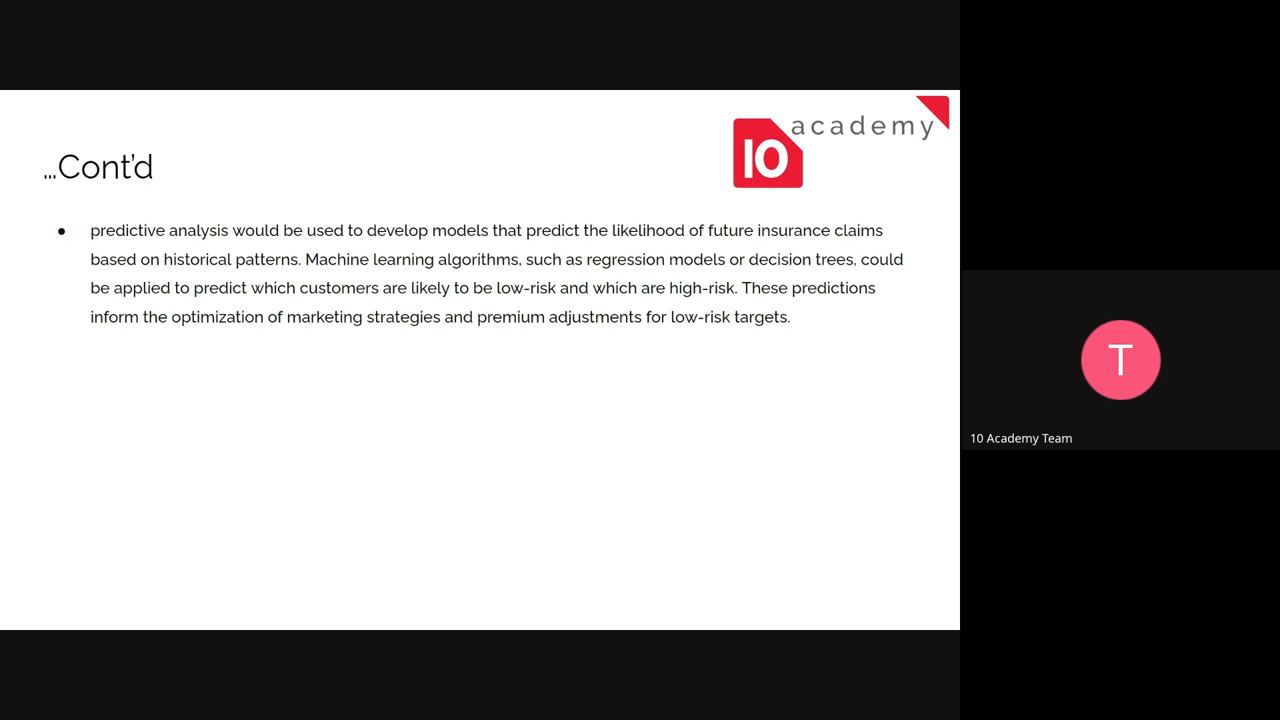 10 academy
...Cont'd
● predictive analysis would be used to develop models that predict the likelihood of future insurance claims
based on historical patterns. Machine learning algorithms, such as regression models or decision trees, could
be applied to predict which customers are likely to be low-risk and which are high-risk. These predictions
inform the optimization of marketing strategies and premium adjustments for low-risk targets.
T
10 Academy Team